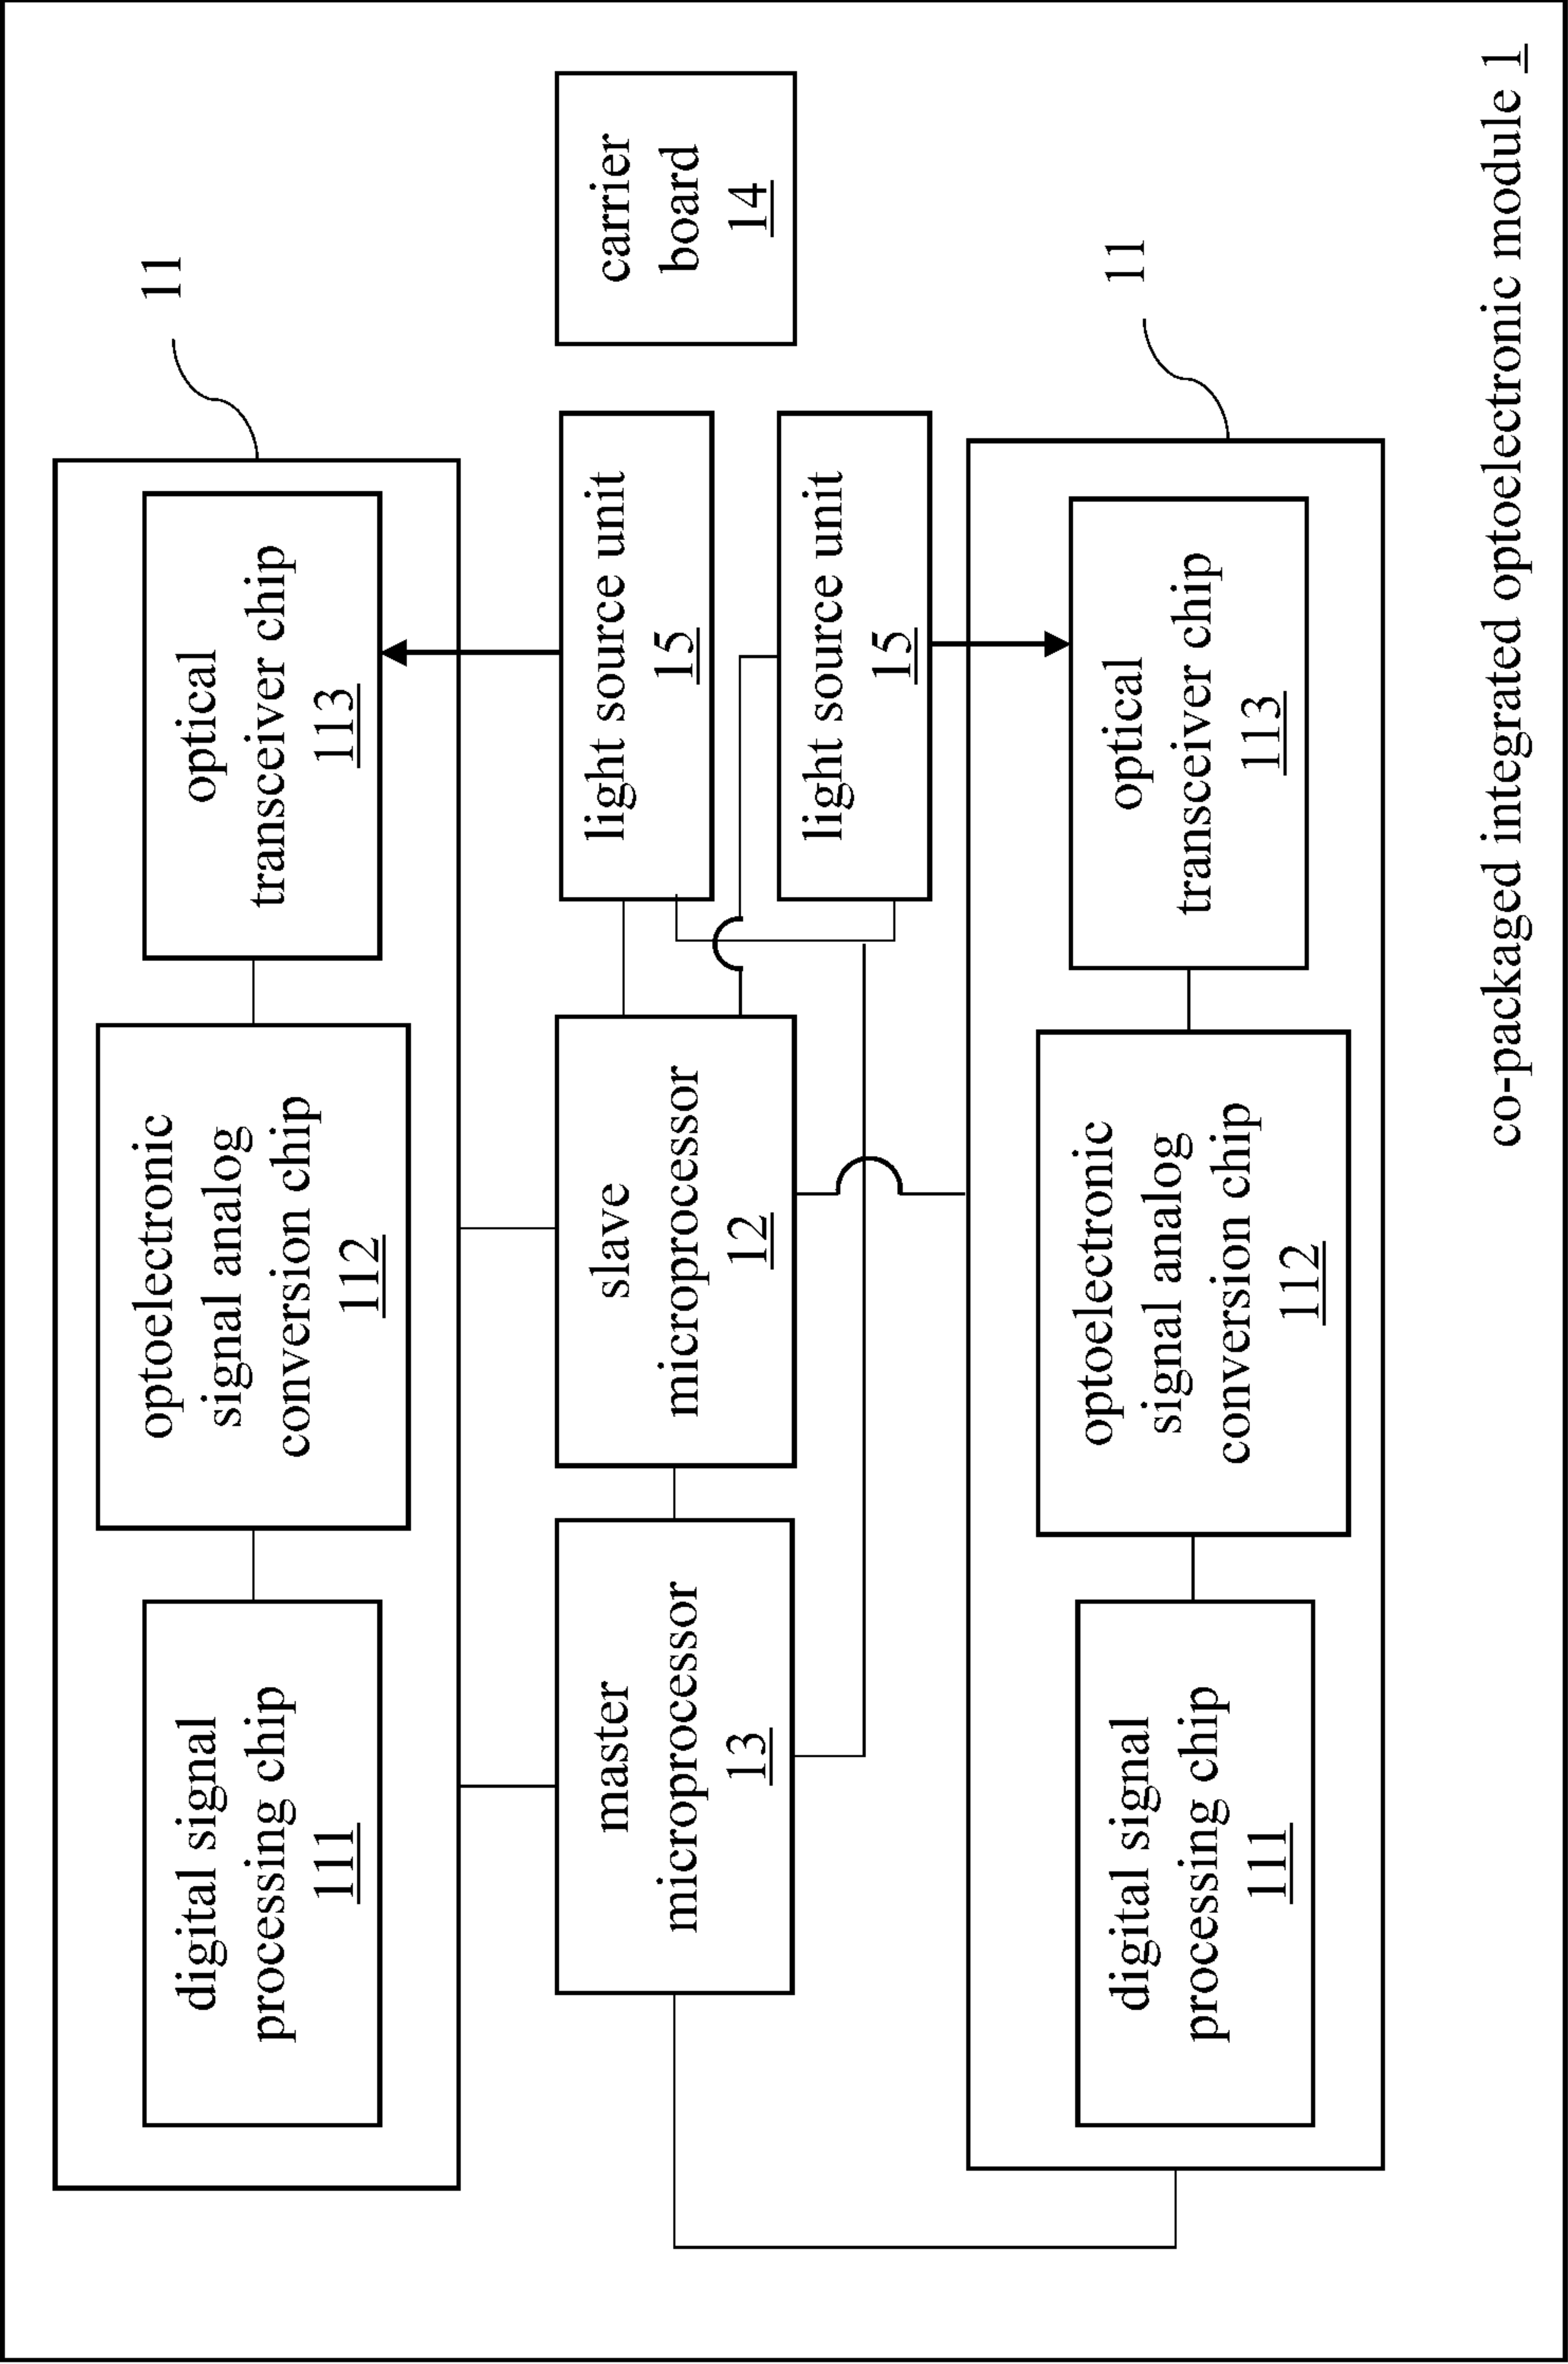 11
digital signal
processing chip
111
optoelectronic
signal analog
conversion chip
112
optical
transceiver chip
113
master
microprocessor
13
slave
microprocessor
12
light source unit
15
light source unit
15
carrier
board
14
11
digital signal
processing chip
111
optoelectronic
signal analog
conversion chip
112
optical
transceiver chip
113
co-packaged integrated optoelectronic module 1